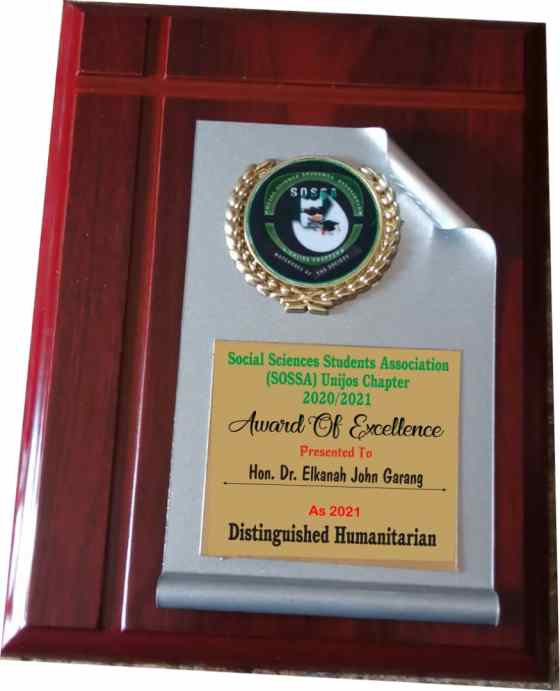 SOSSA
Social Sciences Students Association
(SOSSA) Unijos Chapter
2020/2021
Award Of Excellence
Presented To
Hon. Dr. Elkanah John Garang
As 2021
Distinguished Humanitarian